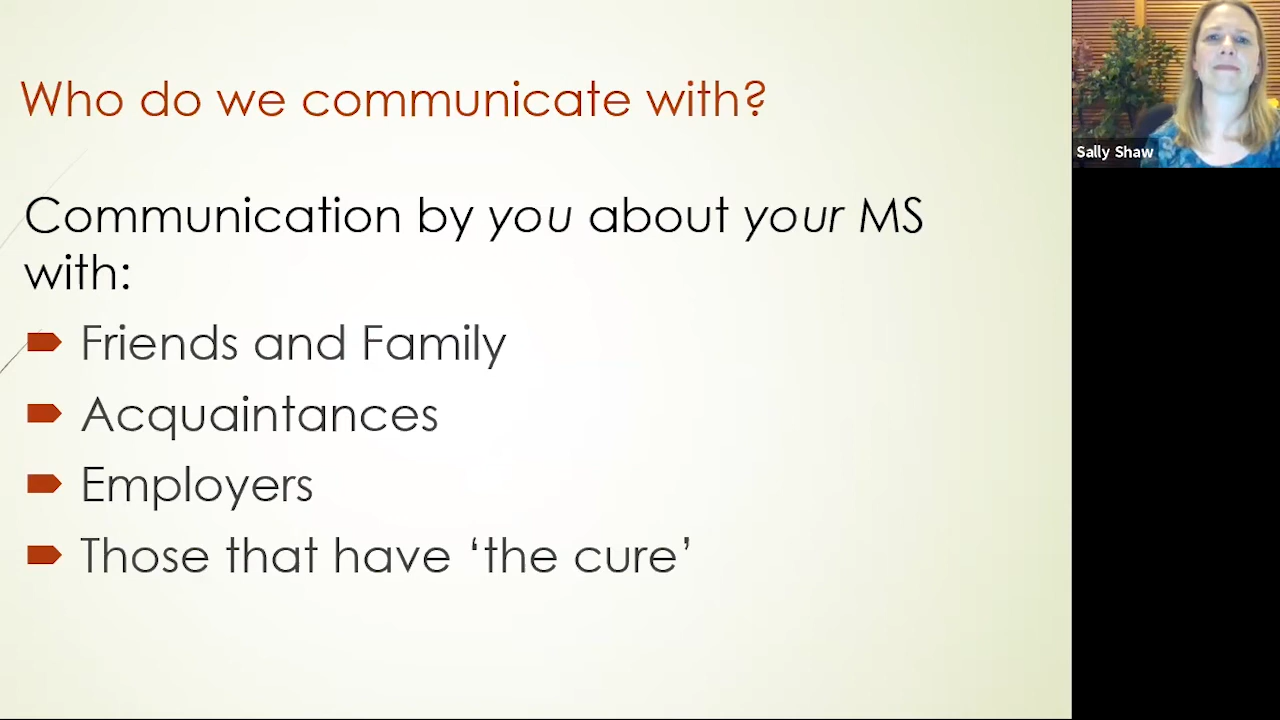 Who do we communicate with?
Communication by you about your MS
with:
Friends and Family
Acquaintances
Employers
Those that have ‘the cure’
Sally Shaw